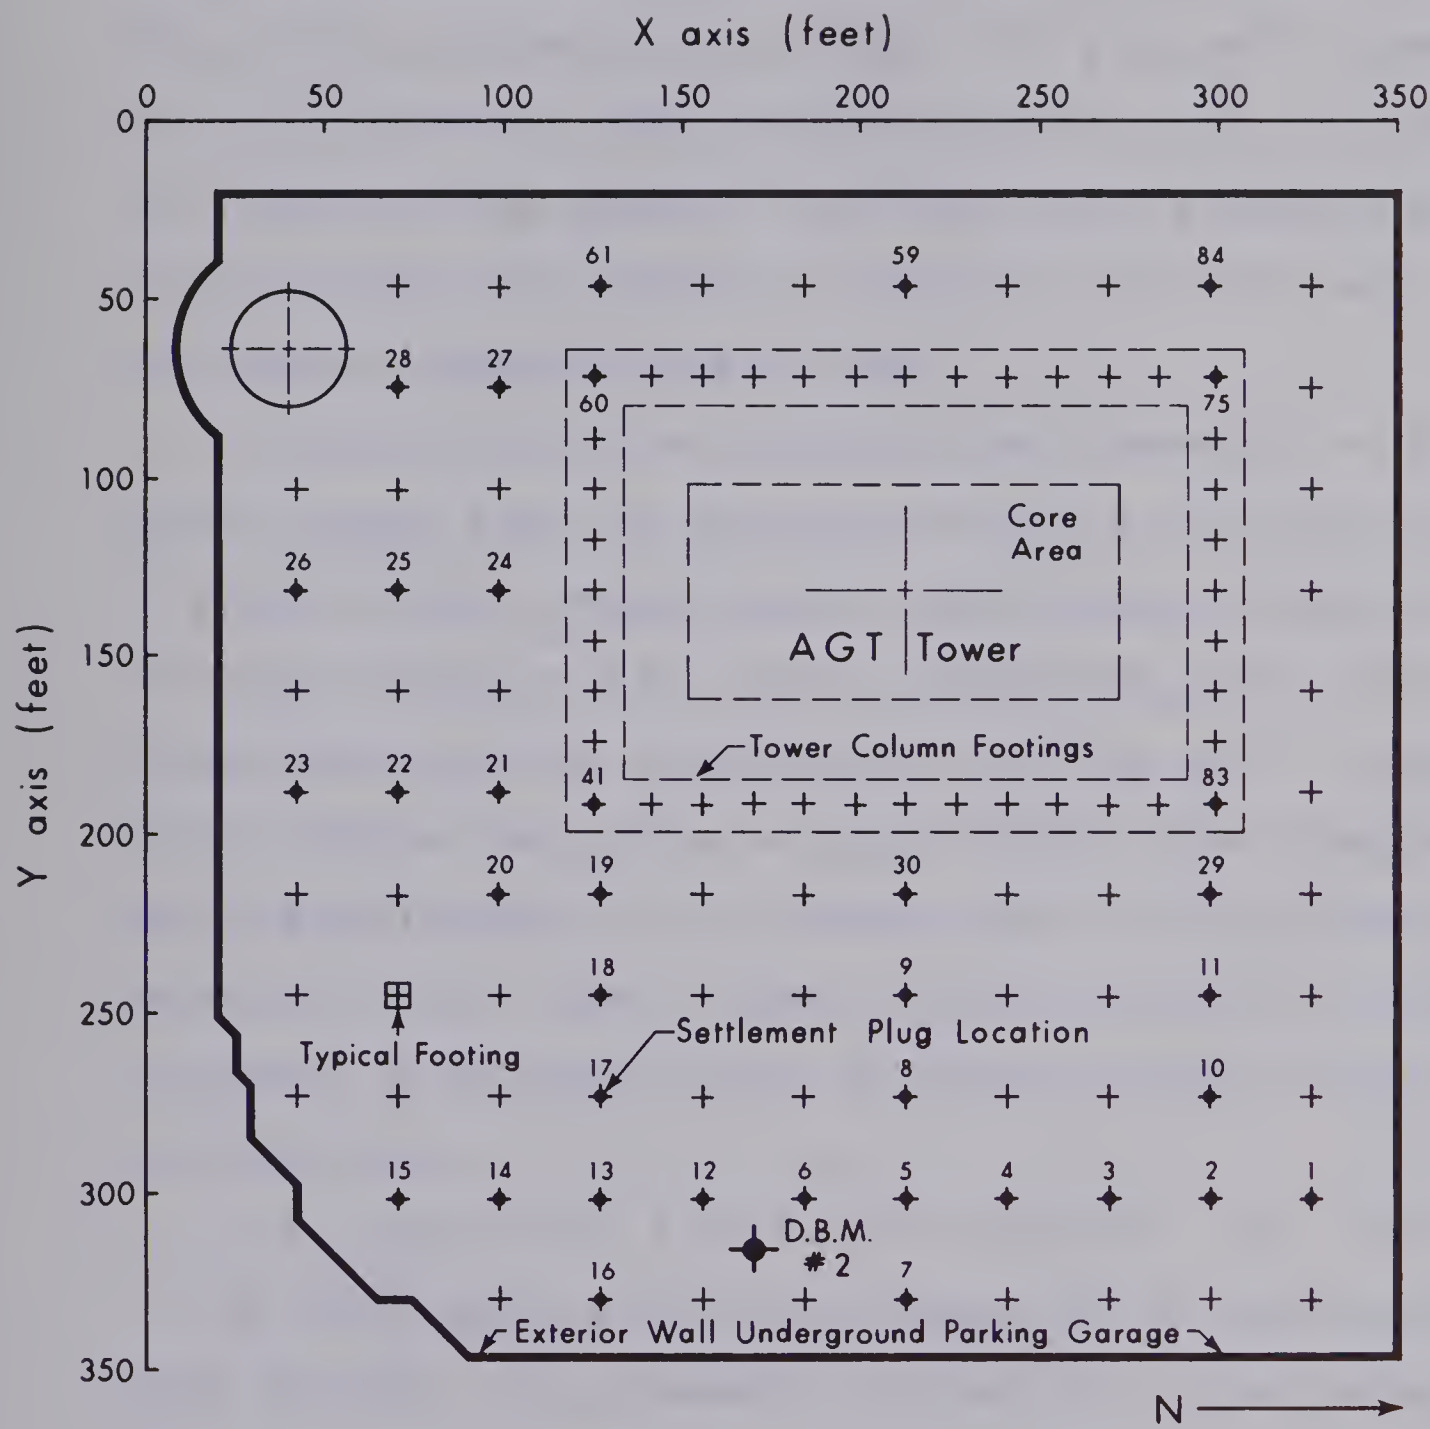 X axis (feet)
0 50 100 150 200 250 300 350
0
61 59 84
50
28 27
60 75
100
Core
Area
26 25 24
AGT Tower
150
Y axis (feet)
Tower Column Footings
23 22 21 41 83
200
20 19 30 29
18 9 11
250
Settlement Plug Location
Typical Footing
17 8 10
15 14 13 12 6 5 4 3 2 1
300
D.B.M.
#2
16 7
Exterior Wall Underground Parking Garage
350
N